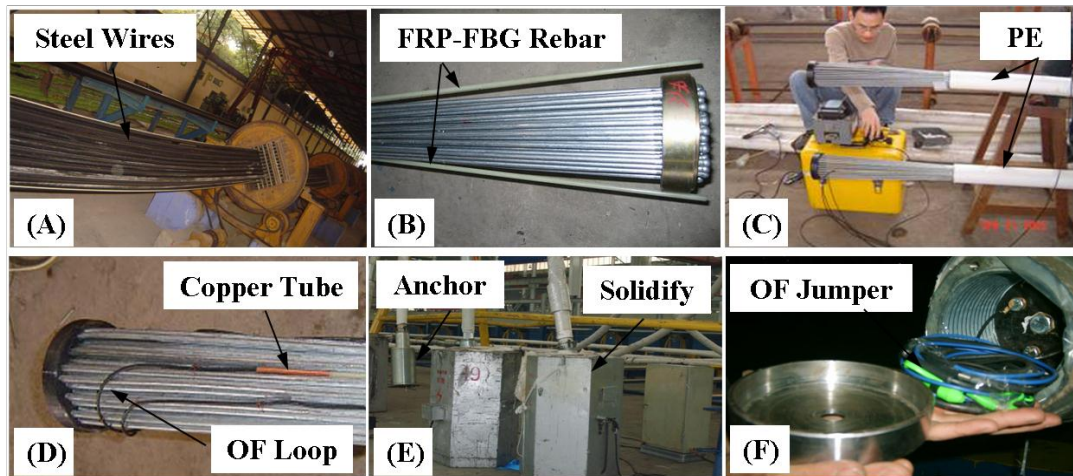 Steel Wires
(A)
FRP-FBG Rebar
(B)
PE
(C)
Copper Tube
OF Loop
(D)
Anchor
Solidify
(E)
OF Jumper
(F)